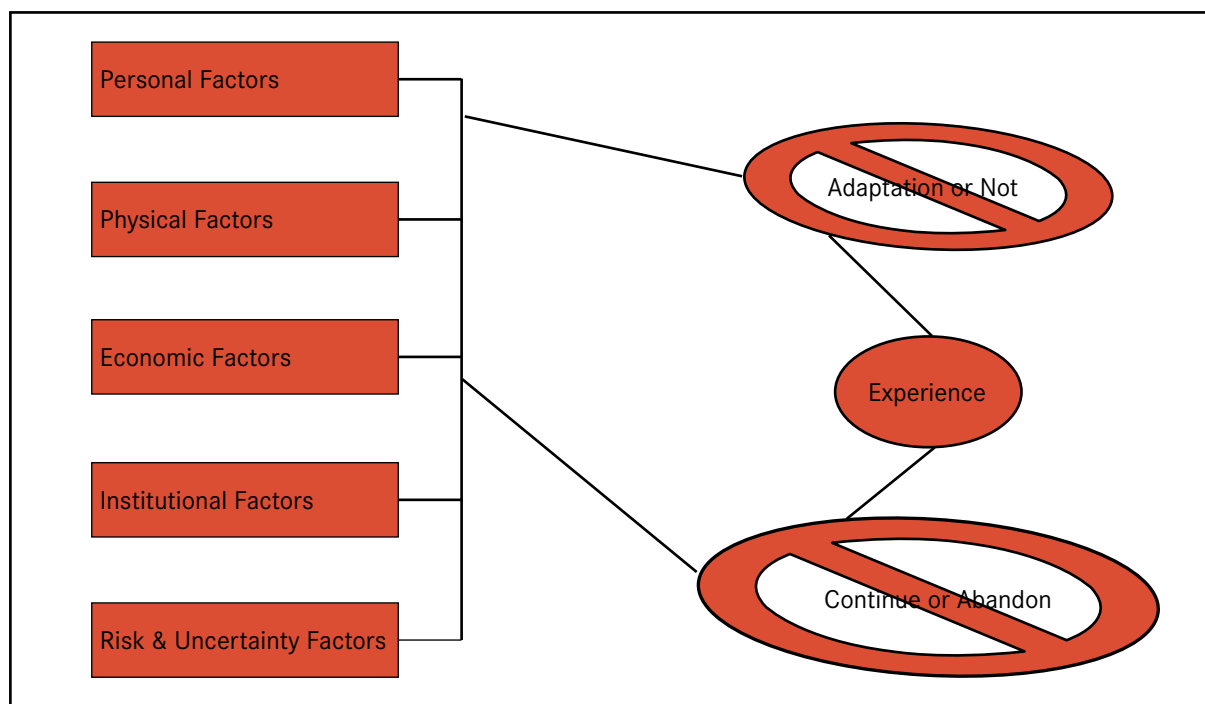 Personal Factors
Physical Factors
Economic Factors
Institutional Factors
Risk & Uncertainty Factors
Adaptation or Not
Experience
Continue or Abandon